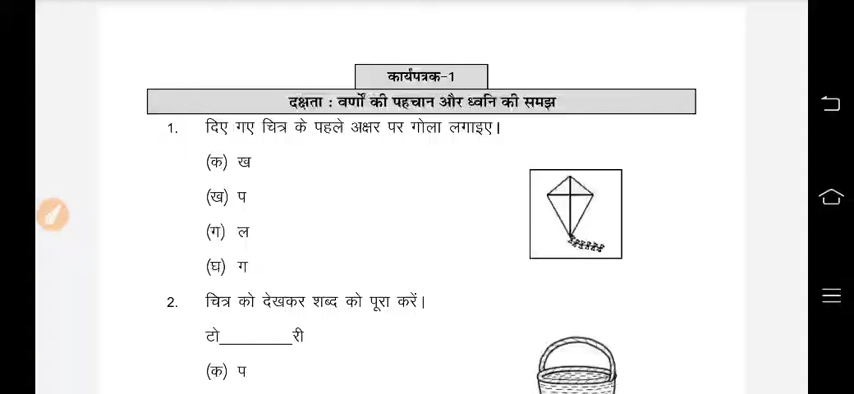 कार्यपत्रक-1
दक्षता : वर्णों की पहचान और ध्वनि की समझ
1. दिए गए चित्र के पहले अक्षर पर गोला लगाइए।
(क) ख
(ख) प
(ग) ल
(घ) ग
2. चित्र को देखकर शब्द को पूरा करें।
टो________री
(क) प